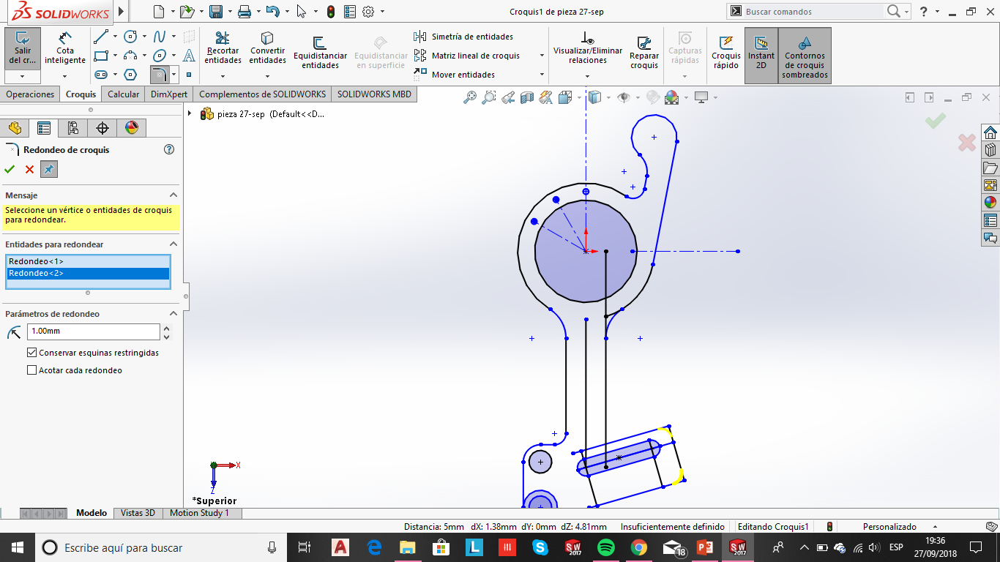 SOLIDWORKS
Croquis1 de pieza 27-sep
Buscar comandos
Salir del cr...
Cota inteligente
Recortar entidades
Convertir entidades
Equidistanciar entidades
Equidistanciar en superficie
Simetría de entidades
Matriz lineal de croquis
Mover entidades
Visualizar/Eliminar relaciones
Reparar croquis
Capturas rápidas
Croquis rápido
Instant 2D
Contornos de croquis sombreados
Operaciones
Croquis
Calcular
DimXpert
Complementos de SOLIDWORKS
SOLIDWORKS MBD
pieza 27-sep (Default<<D...
Redondeo de croquis
Mensaje
Seleccione un vértice o entidades de croquis
para redondear.
Entidades para redondear
Redondeo<1>
Redondeo<2>
Parámetros de redondeo
1.00mm
Conservar esquinas restringidas
Acotar cada redondeo
X
Z
*Superior
Modelo
Vistas 3D
Motion Study 1
Distancia: 5mm dX: 1.38mm dY: 0mm dZ: 4.81mm
Insuficientemente definido
Editando Croquis1
Personalizado
Escribe aquí para buscar
18
SW 2017
SW 2017
ESP
19:36
27/09/2018